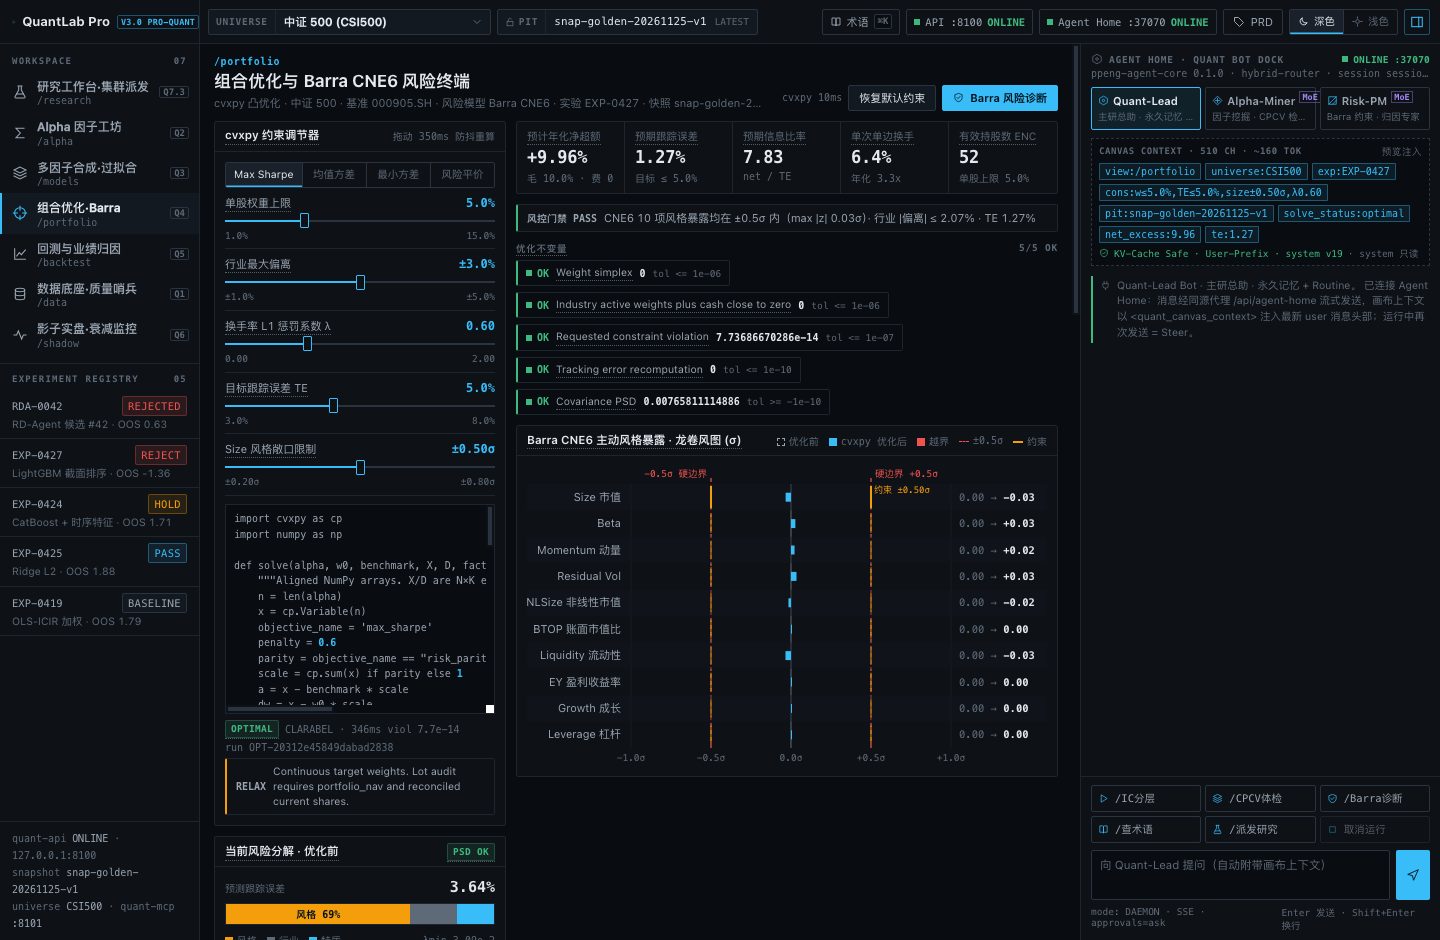 QuantLab Pro V3.0 PRO-QUANT
UNIVERSE 中证 500 (CSI500)
PIT snap-golden-20261125-v1 LATEST
术语 ⌘K
API :8100 ONLINE
Agent Home :37070 ONLINE
PRD
深色
浅色
WORKSPACE 07
研究工作台·集群派发 Q7.3
/research
Alpha 因子工坊 Q2
/alpha
多因子合成·过拟合 Q3
/models
组合优化·Barra Q4
/portfolio
回测与业绩归因 Q5
/backtest
数据底座·质量哨兵 Q1
/data
影子实盘·衰减监控 Q6
/shadow
EXPERIMENT REGISTRY 05
RDA-0042 REJECTED
RD-Agent 候选 #42 · OOS 0.63
EXP-0427 REJECT
LightGBM 截面排序 · OOS -1.36
EXP-0424 HOLD
CatBoost + 时序特征 · OOS 1.71
EXP-0425 PASS
Ridge L2 · OOS 1.88
EXP-0419 BASELINE
OLS-ICIR 加权 · OOS 1.79
quant-api ONLINE ·
127.0.0.1:8100
snapshot snap-golden-
20261125-v1
universe CSI500 · quant-mcp
:8101
/portfolio
组合优化与 Barra CNE6 风险终端
cvxpy 凸优化 · 中证 500 · 基准 000905.SH · 风险模型 Barra CNE6 · 实验 EXP-0427 · 快照 snap-golden-2...
cvxpy 10ms
恢复默认约束
Barra 风险诊断
cvxpy 约束调节器 拖动 350ms 防抖重算
Max Sharpe 均值方差 最小方差 风险平价
单股权重上限 5.0%
1.0% 15.0%
行业最大偏离 ±3.0%
±1.0% ±5.0%
换手率 L1 惩罚系数 λ 0.60
0.00 2.00
目标跟踪误差 TE 5.0%
3.0% 8.0%
Size 风格敞口限制 ±0.50σ
±0.20σ ±0.80σ
import cvxpy as cp
import numpy as np
def solve(alpha, w0, benchmark, X, D, fact
"""Aligned NumPy arrays. X/D are N×K e
n = len(alpha)
x = cp.Variable(n)
objective_name = 'max_sharpe'
penalty = 0.6
parity = objective_name == "risk_parit
scale = cp.sum(x) if parity else 1
a = x - benchmark * scale
dw = x - w0 * scale
OPTIMAL CLARABEL · 346ms viol 7.7e-14
run OPT-20312e45849dabad2838
RELAX Continuous target weights. Lot audit
requires portfolio_nav and reconciled
current shares.
当前风险分解 · 优化前 PSD OK
预测跟踪误差 3.64%
风格 69%
预计年化净超额
+9.96%
毛 10.0% · 费 0
预期跟踪误差
1.27%
目标 ≤ 5.0%
预期信息比率
7.83
net / TE
单次单边换手
6.4%
年化 3.3x
有效持股数 ENC
52
单股上限 5.0%
风控门禁 PASS CNE6 10 项风格暴露均在 ±0.5σ 内（max |z| 0.03σ）· 行业 |偏离| ≤ 2.07% · TE 1.27%
优化不变量 5/5 OK
OK Weight simplex 0 tol <= 1e-06
OK Industry active weights plus cash close to zero 0 tol <= 1e-06
OK Requested constraint violation 7.73686670286e-14 tol <= 1e-07
OK Tracking error recomputation 0 tol <= 1e-10
OK Covariance PSD 0.00765811114886 tol >= -1e-10
Barra CNE6 主动风格暴露 · 龙卷风图 (σ)
优化前 cvxpy 优化后 越界 ±0.5σ 约束
-0.5σ 硬边界 硬边界 +0.5σ
约束 ±0.50σ
Size 市值 0.00 → -0.03
Beta 0.00 → +0.03
Momentum 动量 0.00 → +0.02
Residual Vol 0.00 → +0.03
NLSize 非线性市值 0.00 → -0.02
BTOP 账面市值比 0.00 → 0.00
Liquidity 流动性 0.00 → -0.03
EY 盈利收益率 0.00 → 0.00
Growth 成长 0.00 → 0.00
Leverage 杠杆 0.00 → 0.00
-1.0σ -0.5σ 0.0σ +0.5σ +1.0σ
AGENT HOME · QUANT BOT DOCK ONLINE :37070
ppeng-agent-core 0.1.0 · hybrid-router · session sessio…
Quant-Lead
主研总助 · 永久记忆 ...
Alpha-Miner MoE
因子挖掘 · CPCV 检...
Risk-PM MoE
Barra 约束 · 归因专家
CANVAS CONTEXT · 510 CH · ~160 TOK 预览注入
view:/portfolio universe:CSI500 exp:EXP-0427
cons:w≤5.0%,TE≤5.0%,size±0.50σ,λ0.60
pit:snap-golden-20261125-v1 solve_status:optimal
net_excess:9.96 te:1.27
KV-Cache Safe · User-Prefix · system v19 · system 只读
Quant-Lead Bot · 主研总助 · 永久记忆 + Routine。已连接 Agent
Home：消息经同源代理 /api/agent-home 流式发送，画布上下文
以 <quant_canvas_context> 注入最新 user 消息头部；运行中再
次发送 = Steer。
/IC分层 /CPCV体检 /Barra诊断
/查术语 /派发研究 取消运行
向 Quant-Lead 提问（自动附带画布上下文）
mode: DAEMON · SSE ·
approvals=ask
Enter 发送 · Shift+Enter
换行